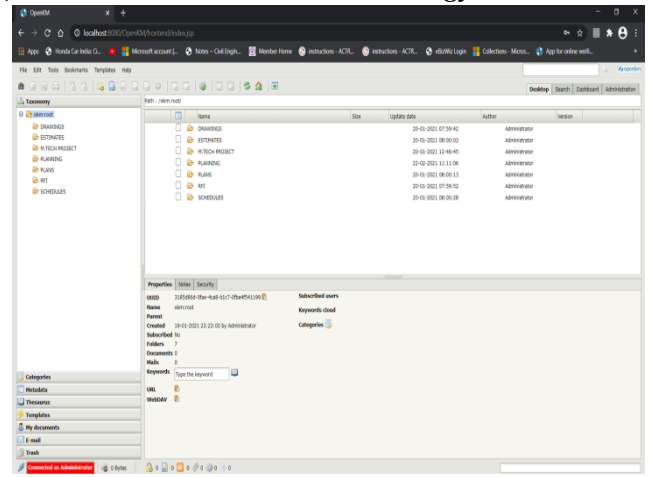 OpenKM x +
localhost:8080/OpenKM/frontend/index.jsp
Apps Honda Car India: G... Microsoft account |... Notes – Civil Engin... Member Home instructions - ACTR... instructions - ACTR... eBizWiz Login Collections - Micros... App for online verifi...
File Edit Tools Bookmarks Templates Help
openkm
Desktop Search Dashboard Administration
Taxonomy
Path : /okm:root/
okm:root
DRAWINGS
ESTIMATES
M.TECH PROJECT
PLANNING
PLANS
RFI
SCHEDULES
Name Size Update date Author Version
DRAWINGS 20-01-2021 07:59:42 Administrator
ESTIMATES 20-01-2021 08:00:03 Administrator
M.TECH PROJECT 20-01-2021 12:46:45 Administrator
PLANNING 22-02-2021 11:11:06 Administrator
PLANS 20-01-2021 08:00:13 Administrator
RFI 20-01-2021 07:59:52 Administrator
SCHEDULES 20-01-2021 08:00:28 Administrator
Properties Notes Security
UUID
Name okm:root
Parent
Created 19-01-2021 23:23:00 by Administrator
Subscribed No
Folders 7
Documents 0
Mails 0
Keywords Type the keyword
URL
WebDAV
Subscribed users
Keywords cloud
Categories
Categories
Metadata
Thesaurus
Templates
My documents
E-mail
Trash
Connected as Administrator 0 Bytes 0 0 0 0 0 0